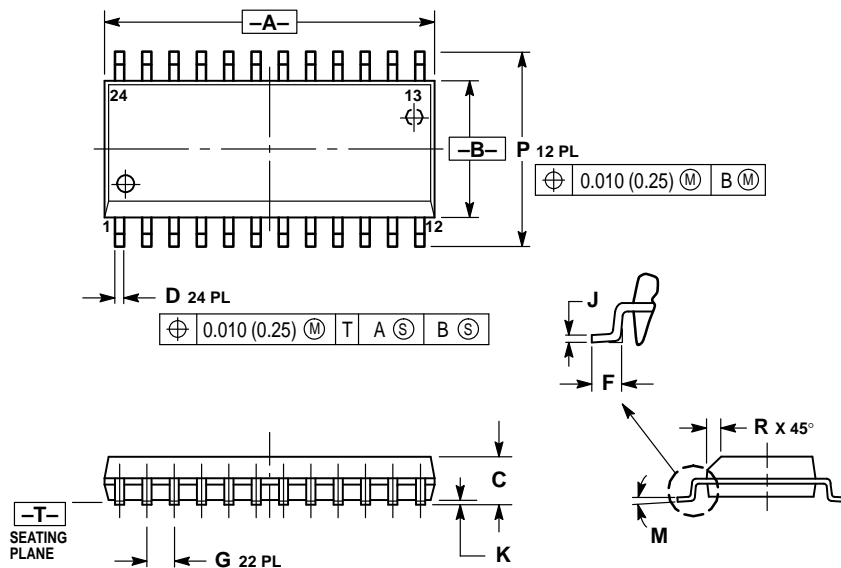 –A–
24
13
–B–
P 12 PL
⌖ 0.010 (0.25) Ⓜ B Ⓜ
1
12
D 24 PL
⌖ 0.010 (0.25) Ⓜ T A Ⓢ B Ⓢ
J
F
R X 45°
C
–T–
SEATING
PLANE
M
K
G 22 PL